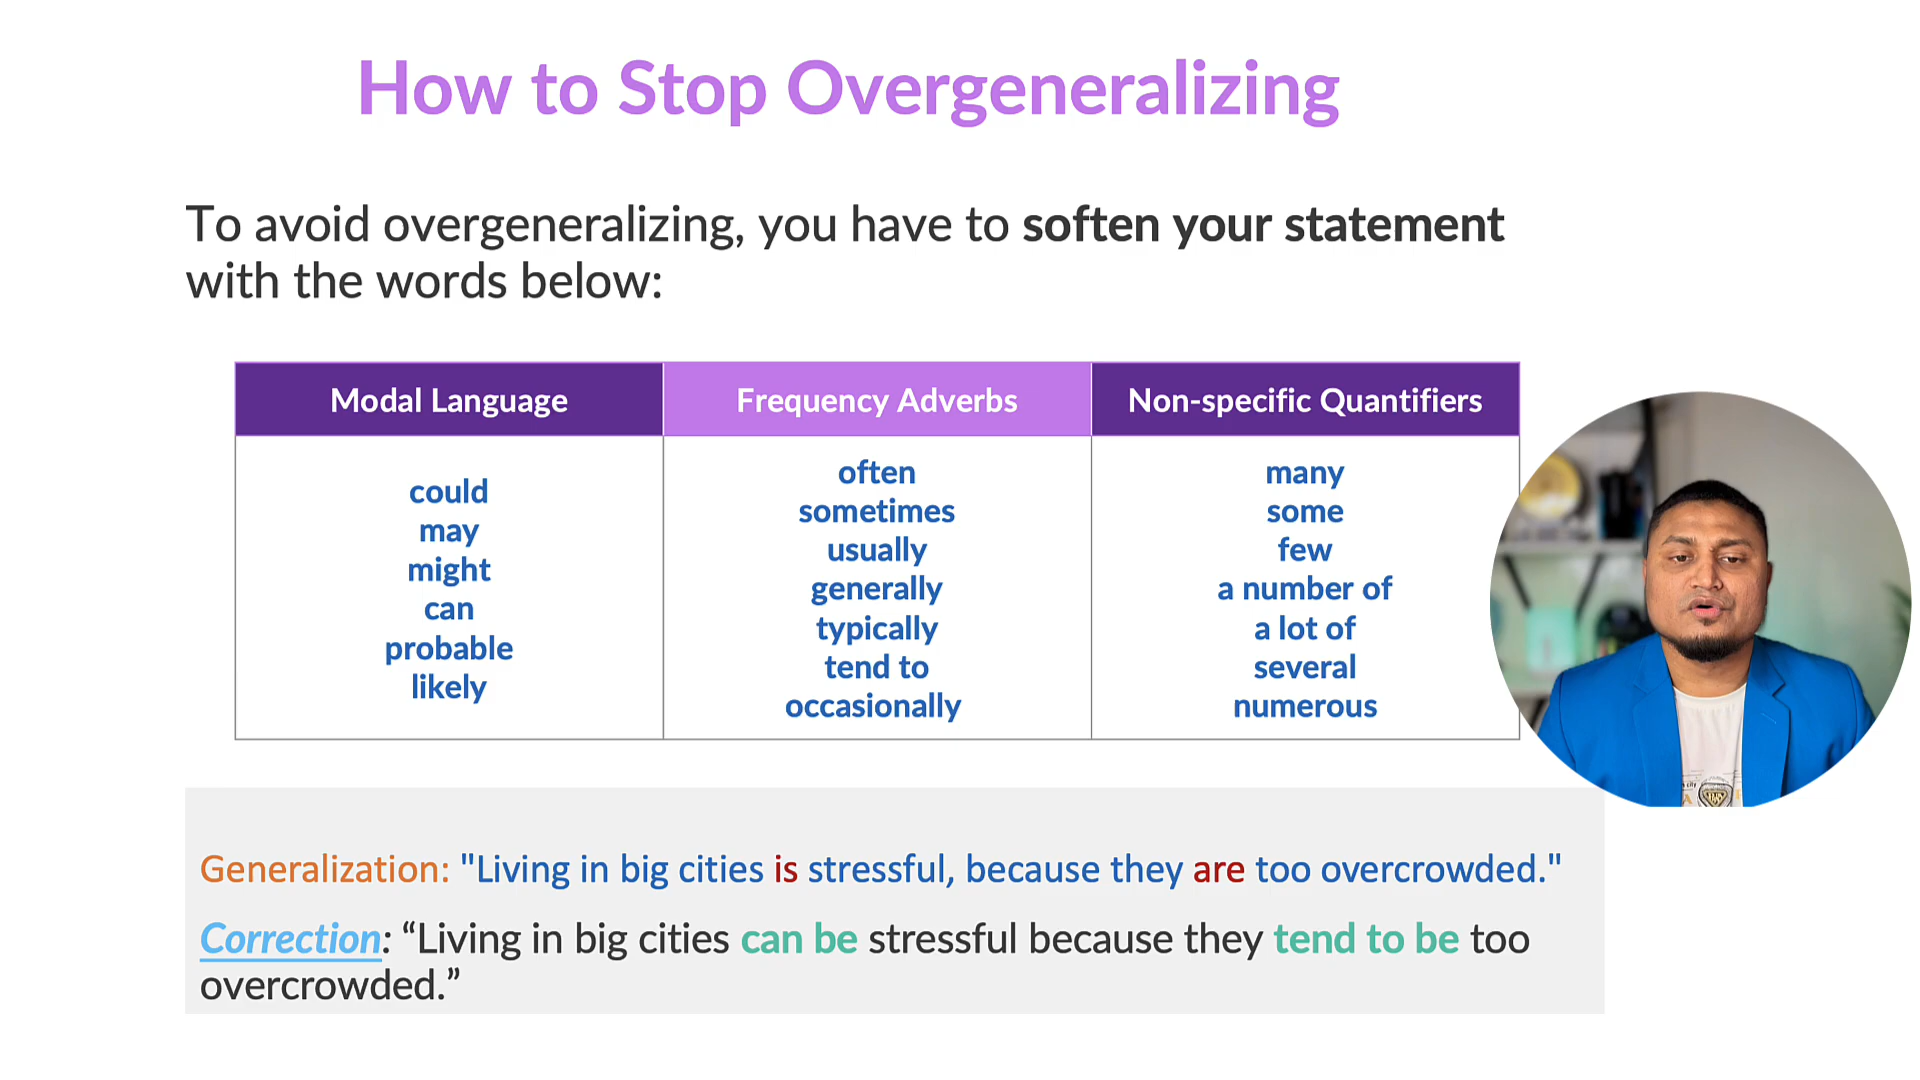 How to Stop Overgeneralizing
To avoid overgeneralizing, you have to soften your statement
with the words below:
Modal Language
Frequency Adverbs
Non-specific Quantifiers
could
may
might
can
probable
likely
often
sometimes
usually
generally
typically
tend to
occasionally
many
some
few
a number of
a lot of
several
numerous
Generalization: "Living in big cities is stressful, because they are too overcrowded."
Correction: “Living in big cities can be stressful because they tend to be too
overcrowded.”